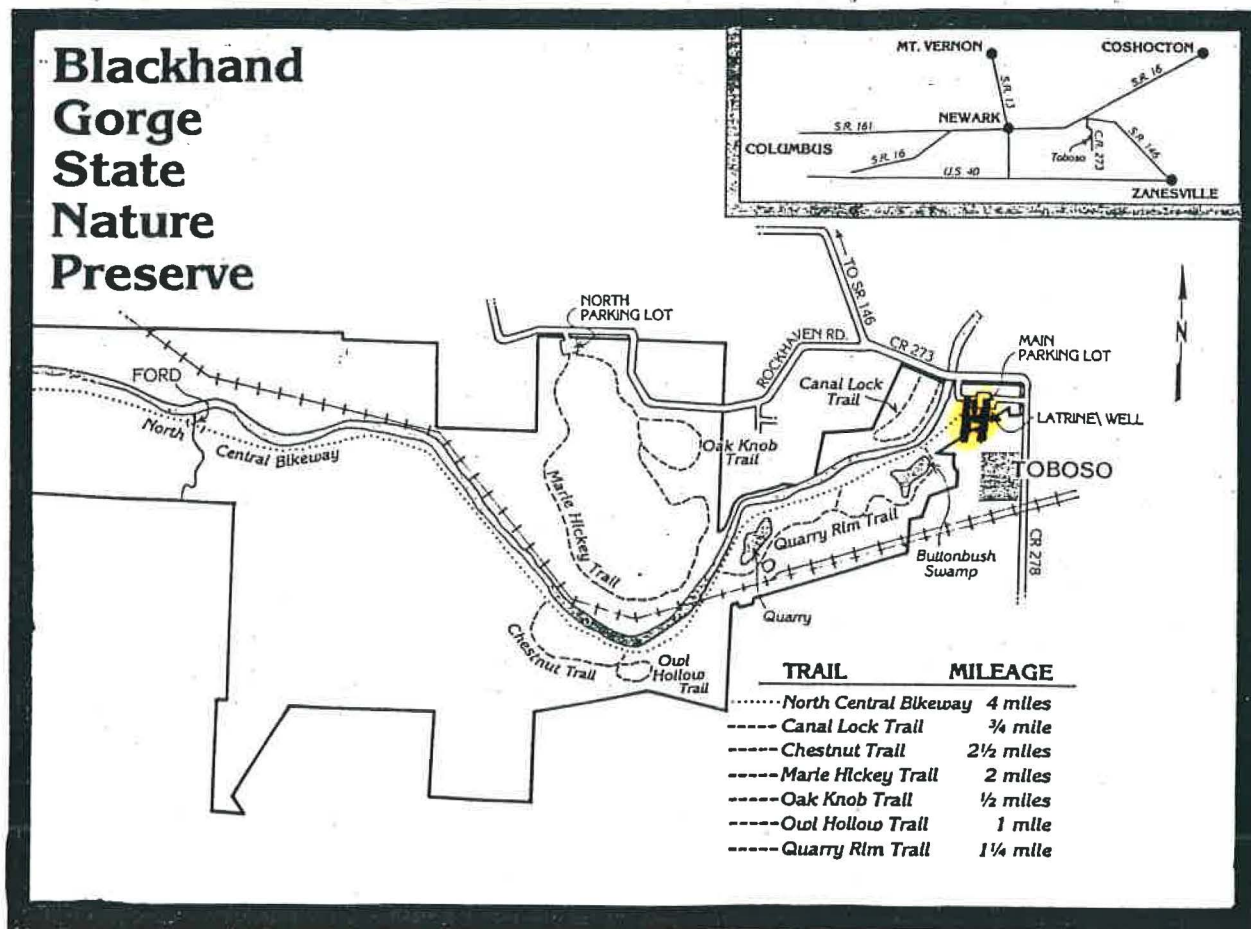 Blackhand
Gorge
State
Nature
Preserve
MT. VERNON
COSHOCTON
S.R. 13
S.R. 16
NEWARK
S.R. 161
COLUMBUS
S.R. 16
Toboso
C.R. 273
S.R. 146
U.S. 40
ZANESVILLE
TO SR. 146
N
NORTH
PARKING LOT
ROCKHAVEN RD.
CR 273
MAIN
PARKING LOT
Canal Lock
Trail
FORD
LATRINE\ WELL
H
North
Central Bikeway
Oak Knob
Trail
TOBOSO
Marie Hickey Trail
Quarry Rim Trail
Buttonbush
Swamp
CR 278
Quarry
Chestnut Trail
Owl
Hollow
Trail
TRAIL MILEAGE
North Central Bikeway 4 miles
Canal Lock Trail ¾ mile
Chestnut Trail 2½ miles
Marie Hickey Trail 2 miles
Oak Knob Trail ½ miles
Owl Hollow Trail 1 mile
Quarry Rim Trail 1¼ mile